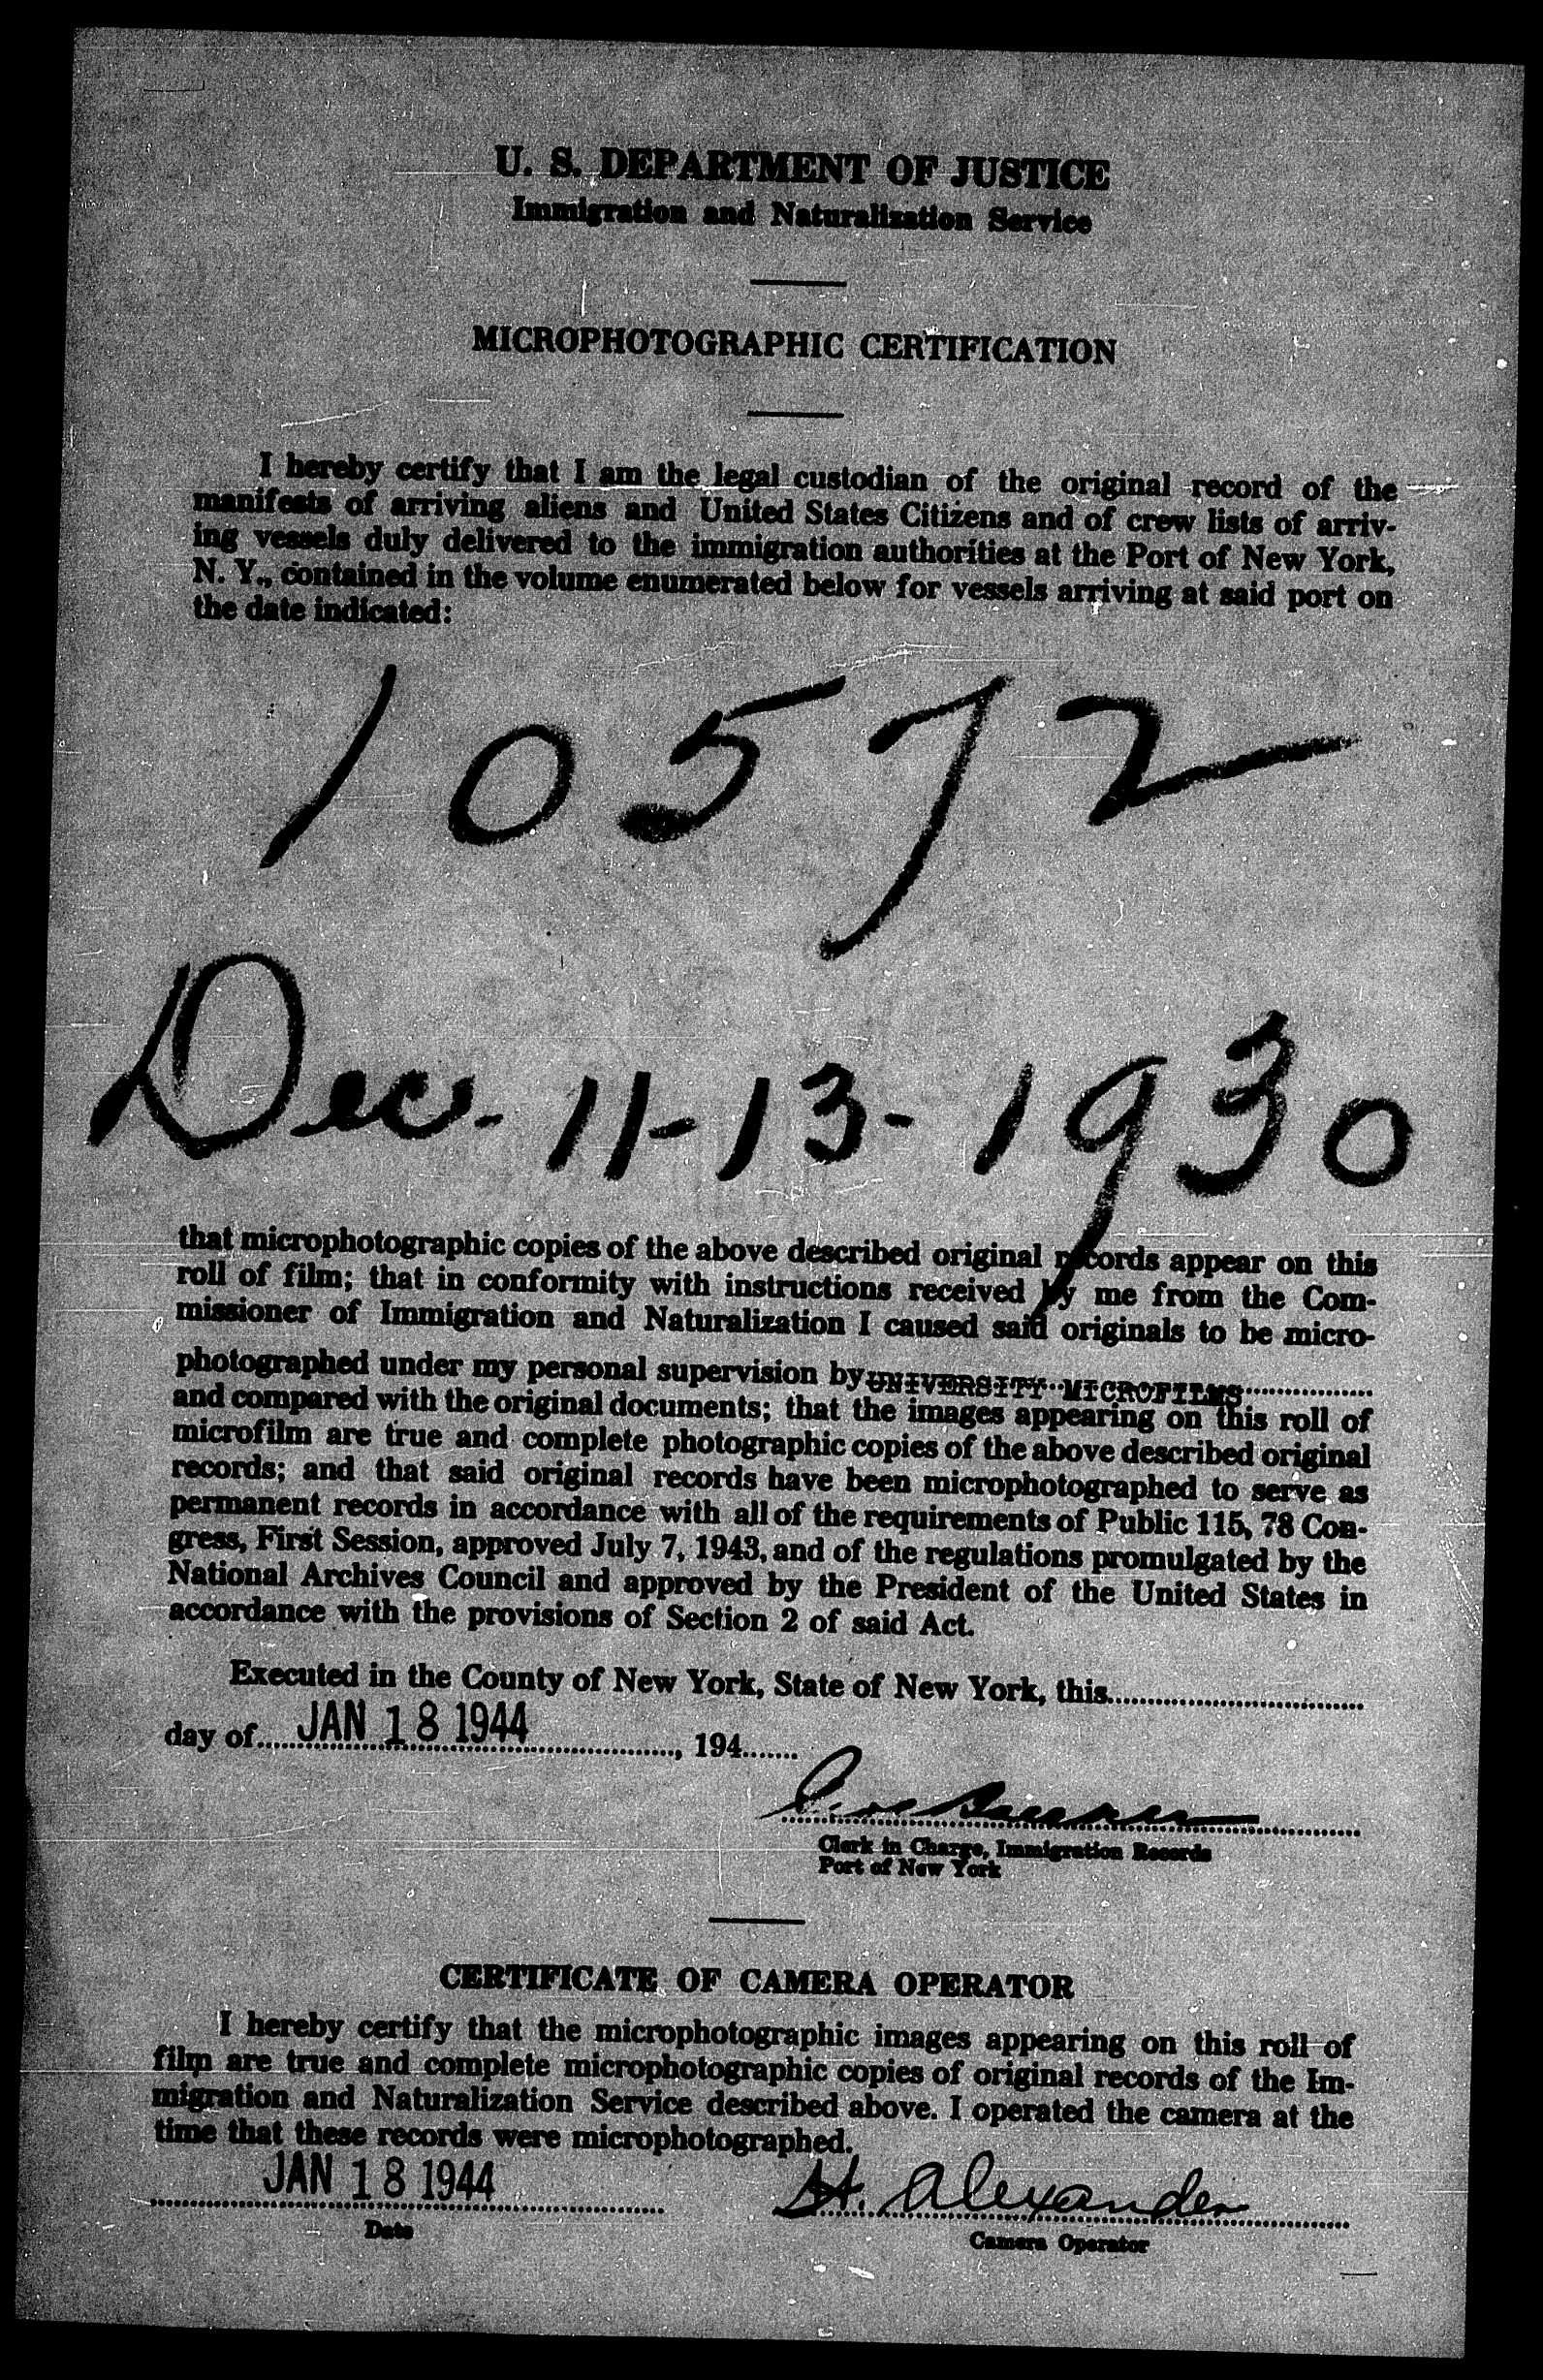 U. S. DEPARTMENT OF JUSTICE
Immigration and Naturalization Service
MICROPHOTOGRAPHIC CERTIFICATION
I hereby certify that I am the legal custodian of the original record of the
manifests of arriving aliens and United States Citizens and of crew lists of arriv-
ing vessels duly delivered to the immigration authorities at the Port of New York,
N. Y., contained in the volume enumerated below for vessels arriving at said port on
the date indicated:
10572
Dec. 11-13-1930
that microphotographic copies of the above described original records appear on this
roll of film; that in conformity with instructions received by me from the Com-
missioner of Immigration and Naturalization I caused said originals to be micro-
photographed under my personal supervision by UNIVERSITY MICROFILMS
and compared with the original documents; that the images appearing on this roll of
microfilm are true and complete photographic copies of the above described original
records; and that said original records have been microphotographed to serve as
permanent records in accordance with all of the requirements of Public 115, 78 Con-
gress, First Session, approved July 7, 1943, and of the regulations promulgated by the
National Archives Council and approved by the President of the United States in
accordance with the provisions of Section 2 of said Act.
Executed in the County of New York, State of New York, this
day of JAN 18 1944, 194
Clerk in Charge, Immigration Records
Port of New York
CERTIFICATE OF CAMERA OPERATOR
I hereby certify that the microphotographic images appearing on this roll of
film are true and complete microphotographic copies of original records of the Im-
migration and Naturalization Service described above. I operated the camera at the
time that these records were microphotographed.
JAN 18 1944 H. Alexander
Date
Camera Operator